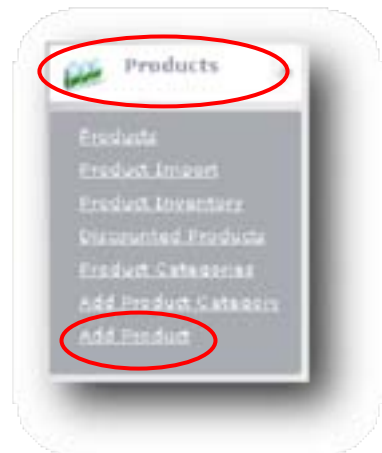 Products
Products
Product Import
Product Inventory
Discounted Products
Product Categories
Add Product Category
Add Product